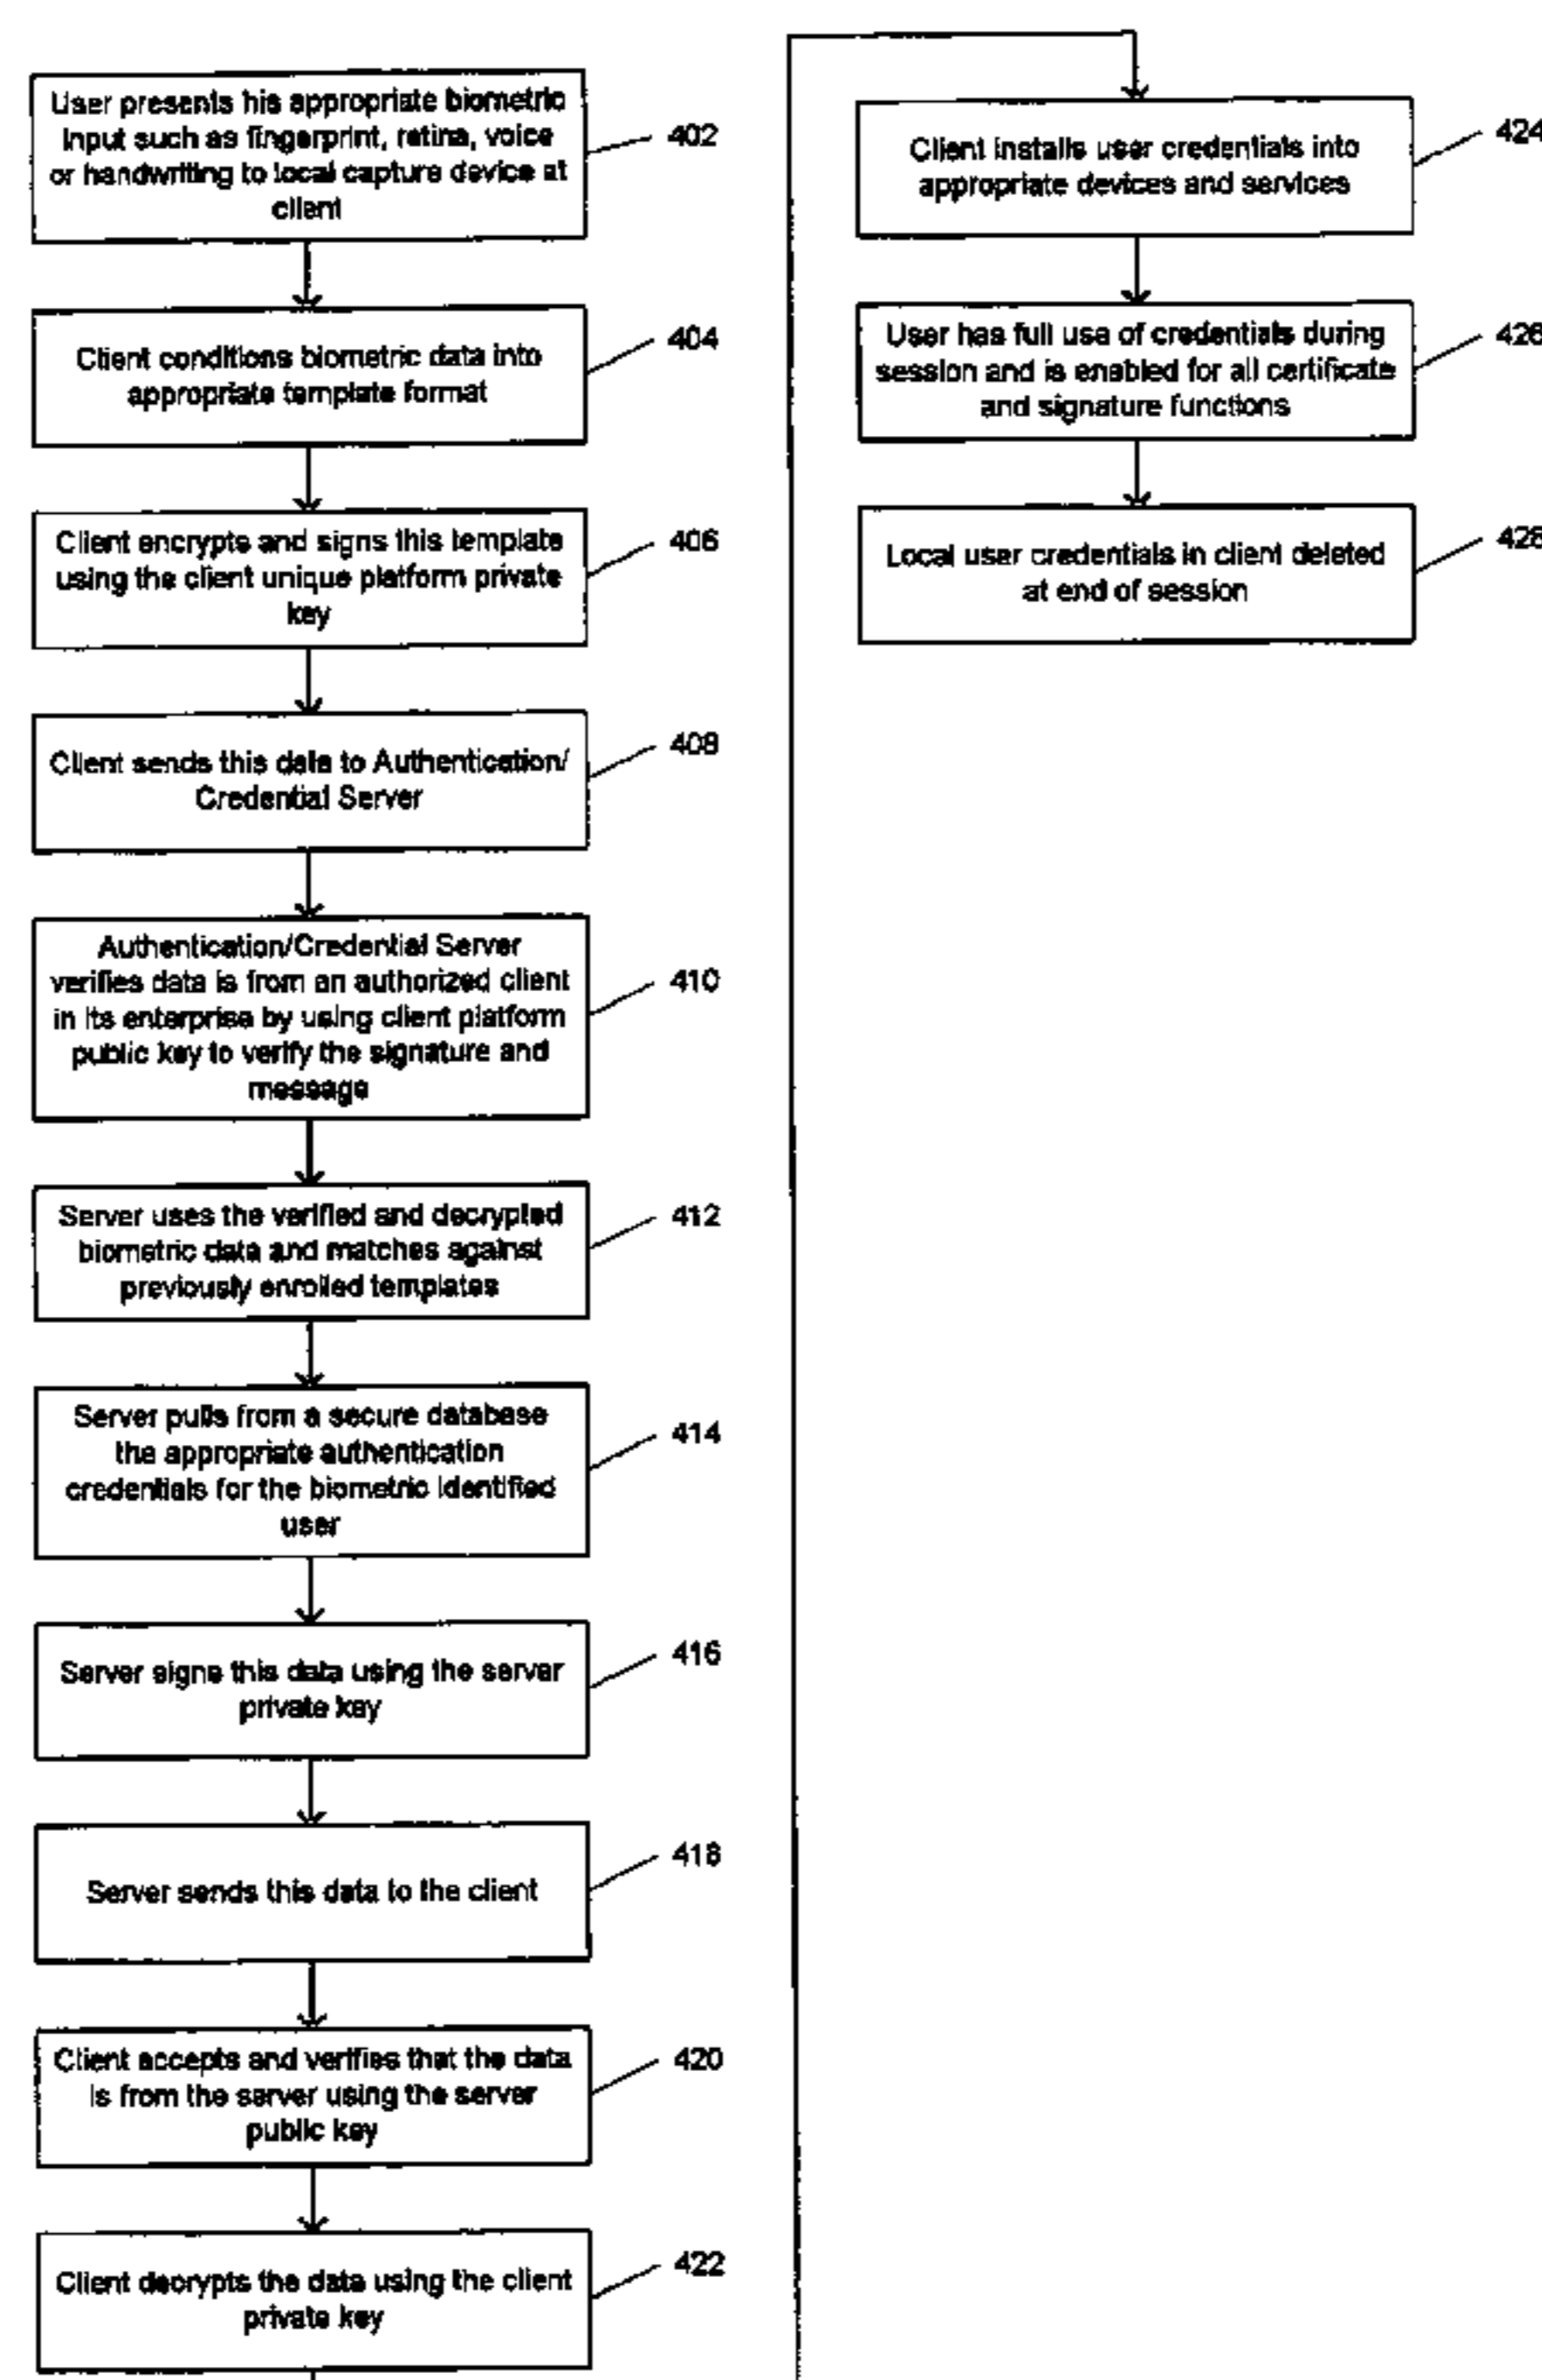 User presents his appropriate biometric
input such as fingerprint, retina, voice
or handwriting to local capture device at
client
402
Client conditions biometric data into
appropriate template format
404
Client encrypts and signs this template
using the client unique platform private
key
406
Client sends this data to Authentication/
Credential Server
408
Authentication/Credential Server
verifies data is from an authorized client
in its enterprise by using client platform
public key to verify the signature and
message
410
Server uses the verified and decrypted
biometric data and matches against
previously enrolled templates
412
Server pulls from a secure database
the appropriate authentication
credentials for the biometric identified
user
414
Server signs this data using the server
private key
416
Server sends this data to the client
418
Client accepts and verifies that the data
is from the server using the server
public key
420
Client decrypts the data using the client
private key
422
Client installs user credentials into
appropriate devices and services
424
User has full use of credentials during
session and is enabled for all certificate
and signature functions
426
Local user credentials in client deleted
at end of session
428